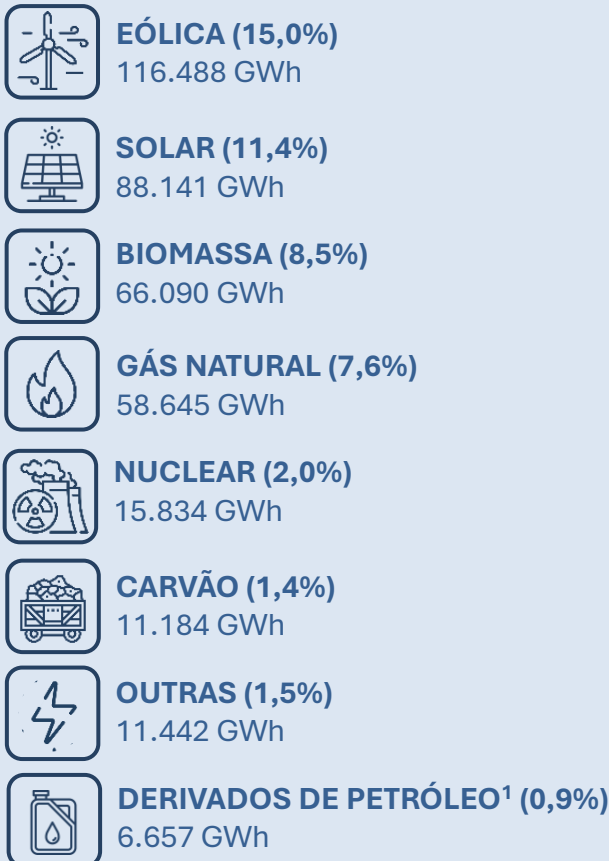 EÓLICA (15,0%)
116.488 GWh
SOLAR (11,4%)
88.141 GWh
BIOMASSA (8,5%)
66.090 GWh
GÁS NATURAL (7,6%)
58.645 GWh
NUCLEAR (2,0%)
15.834 GWh
CARVÃO (1,4%)
11.184 GWh
OUTRAS (1,5%)
11.442 GWh
DERIVADOS DE PETRÓLEO¹ (0,9%)
6.657 GWh